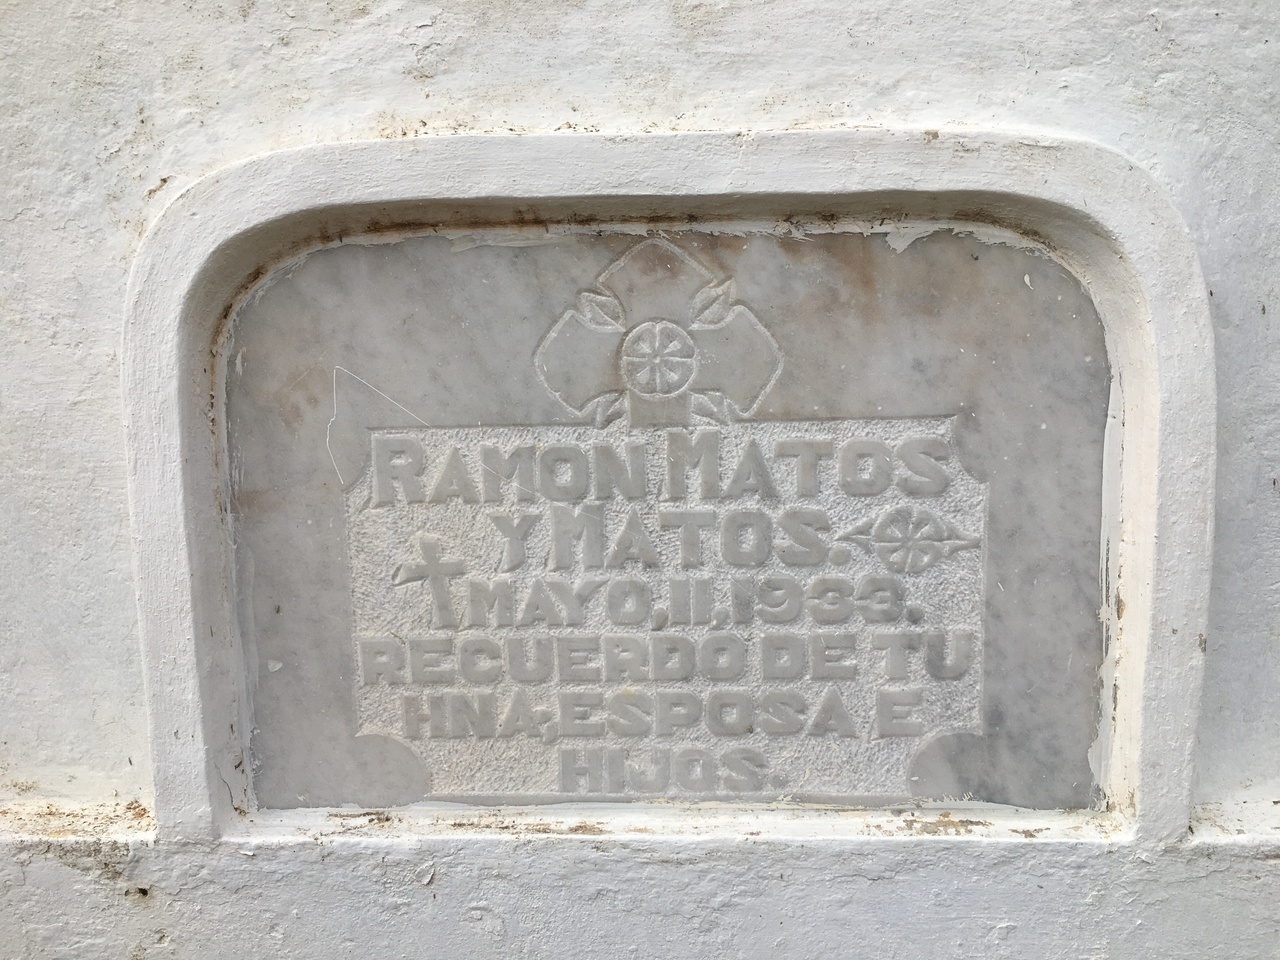 RAMON MATOS
Y MATOS.
MAYO, 11, 1933.
RECUERDO DE TU
HNA; ESPOSA E
HIJOS.